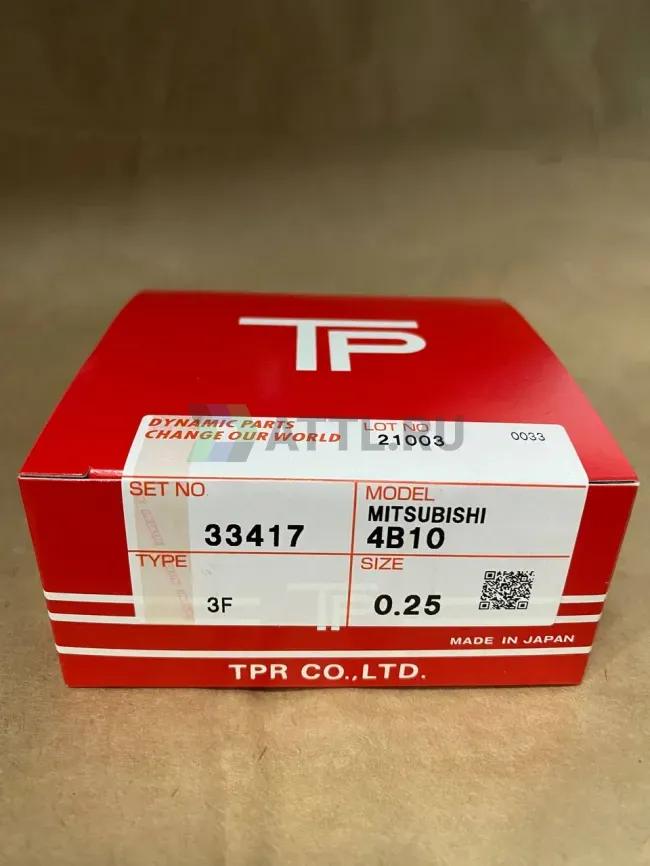 TP
ATTL.RU
DYNAMIC PARTS
CHANGE OUR WORLD
LOT NO
21003
0033
SET NO.
33417
MODEL
MITSUBISHI
4B10
TYPE
3F
SIZE
0.25
MADE IN JAPAN
TPR CO.,LTD.